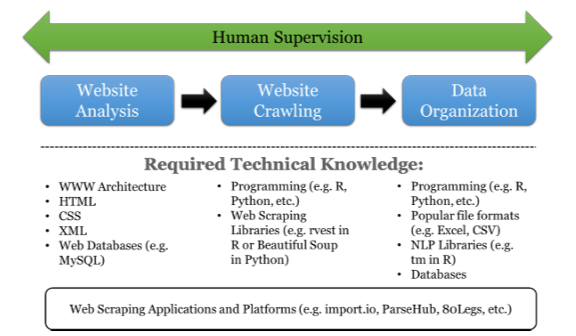 Human Supervision
Website
Analysis
Website
Crawling
Data
Organization
Required Technical Knowledge:
• WWW Architecture
• HTML
• CSS
• XML
• Web Databases (e.g.
MySQL)
• Programming (e.g. R,
Python, etc.)
• Web Scraping
Libraries (e.g. rvest in
R or Beautiful Soup
in Python)
• Programming (e.g. R,
Python, etc.)
• Popular file formats
(e.g. Excel, CSV)
• NLP Libraries (e.g.
tm in R)
• Databases
Web Scraping Applications and Platforms (e.g. import.io, ParseHub, 80Legs, etc.)